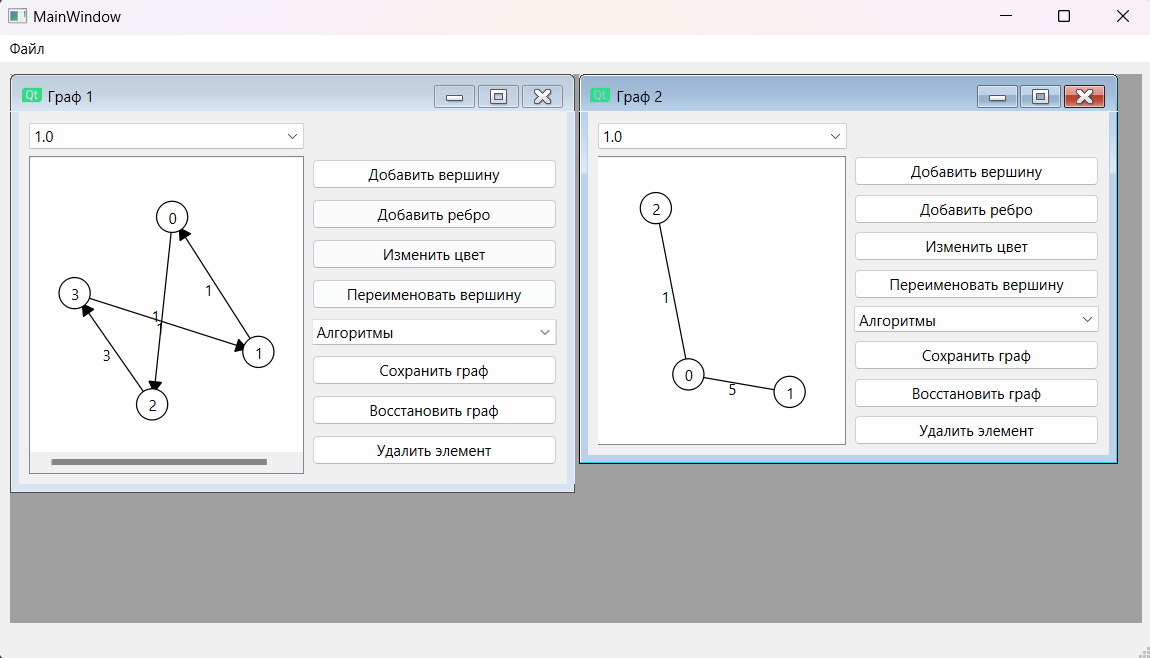 MainWindow
Файл
Qt Граф 1
1.0
0
3
1
1
1
3
1
2
Добавить вершину
Добавить ребро
Изменить цвет
Переименовать вершину
Алгоритмы
Сохранить граф
Восстановить граф
Удалить элемент
Qt Граф 2
1.0
2
1
0
5
1
Добавить вершину
Добавить ребро
Изменить цвет
Переименовать вершину
Алгоритмы
Сохранить граф
Восстановить граф
Удалить элемент